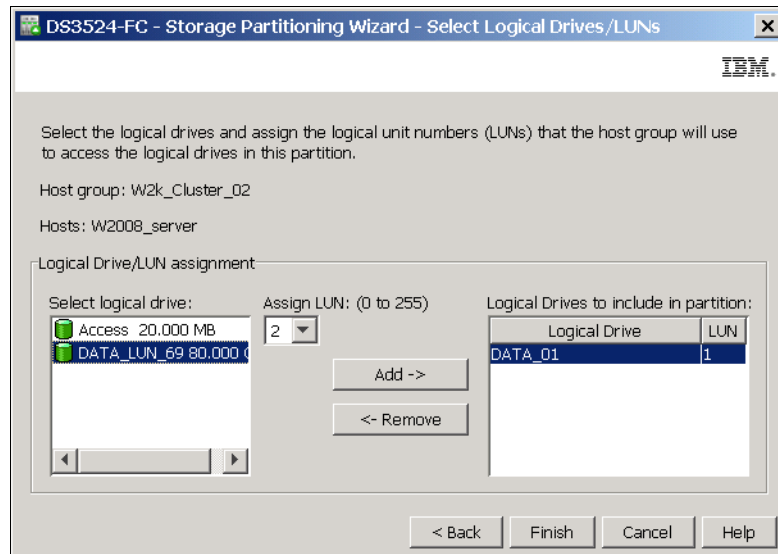 DS3524-FC - Storage Partitioning Wizard - Select Logical Drives/LUNs
IBM.
Select the logical drives and assign the logical unit numbers (LUNs) that the host group will use
to access the logical drives in this partition.
Host group: W2k_Cluster_02
Hosts: W2008_server
Logical Drive/LUN assignment
Select logical drive:
Access 20.000 MB
DATA_LUN_69 80.000
Assign LUN: (0 to 255)
2
Add ->
<- Remove
Logical Drives to include in partition:
Logical Drive LUN
DATA_01 1
< Back Finish Cancel Help